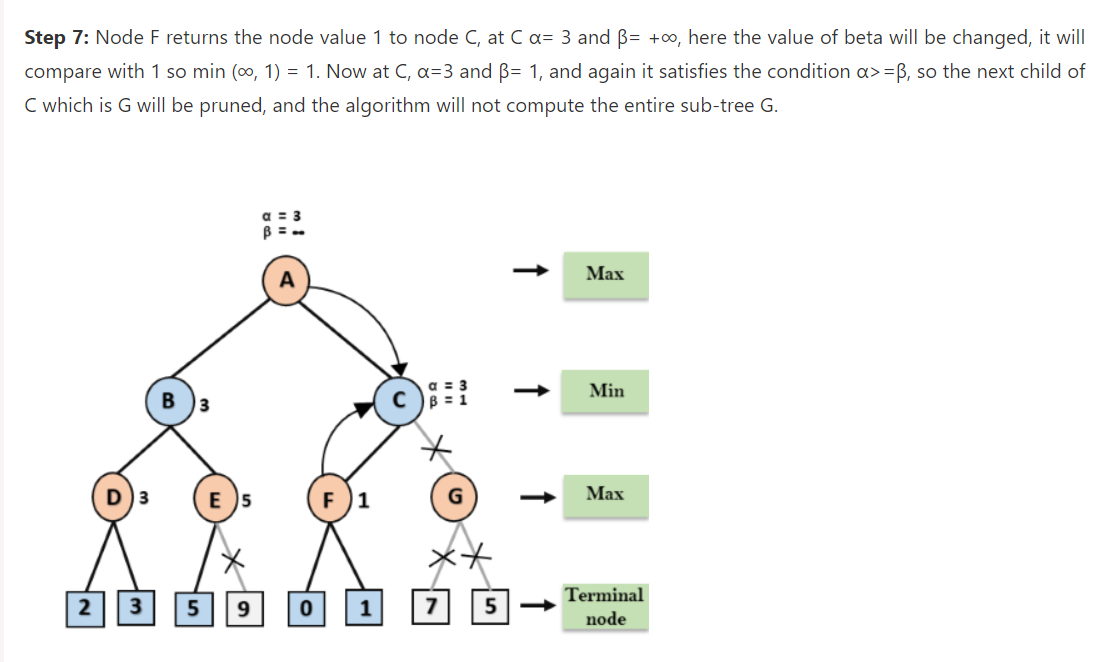 Step 7: Node F returns the node value 1 to node C, at C α= 3 and β= +∞, here the value of beta will be changed, it will
compare with 1 so min (∞, 1) = 1. Now at C, α=3 and β= 1, and again it satisfies the condition α>=β, so the next child of
C which is G will be pruned, and the algorithm will not compute the entire sub-tree G.
α = 3
β = ∞
A
Max
B 3
C
α = 3
β = 1
Min
D 3
E 5
F 1
G
Max
2 3 5 9 0 1 7 5
Terminal
node